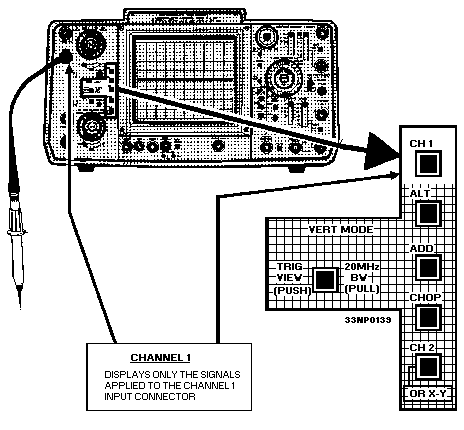 CH 1
ALT
VERT MODE
ADD
TRIG VIEW (PUSH)
20MHz BW (PULL)
CHOP
33NP0139
CH 2
OR X-Y
CHANNEL 1
DISPLAYS ONLY THE SIGNALS
APPLIED TO THE CHANNEL 1
INPUT CONNECTOR